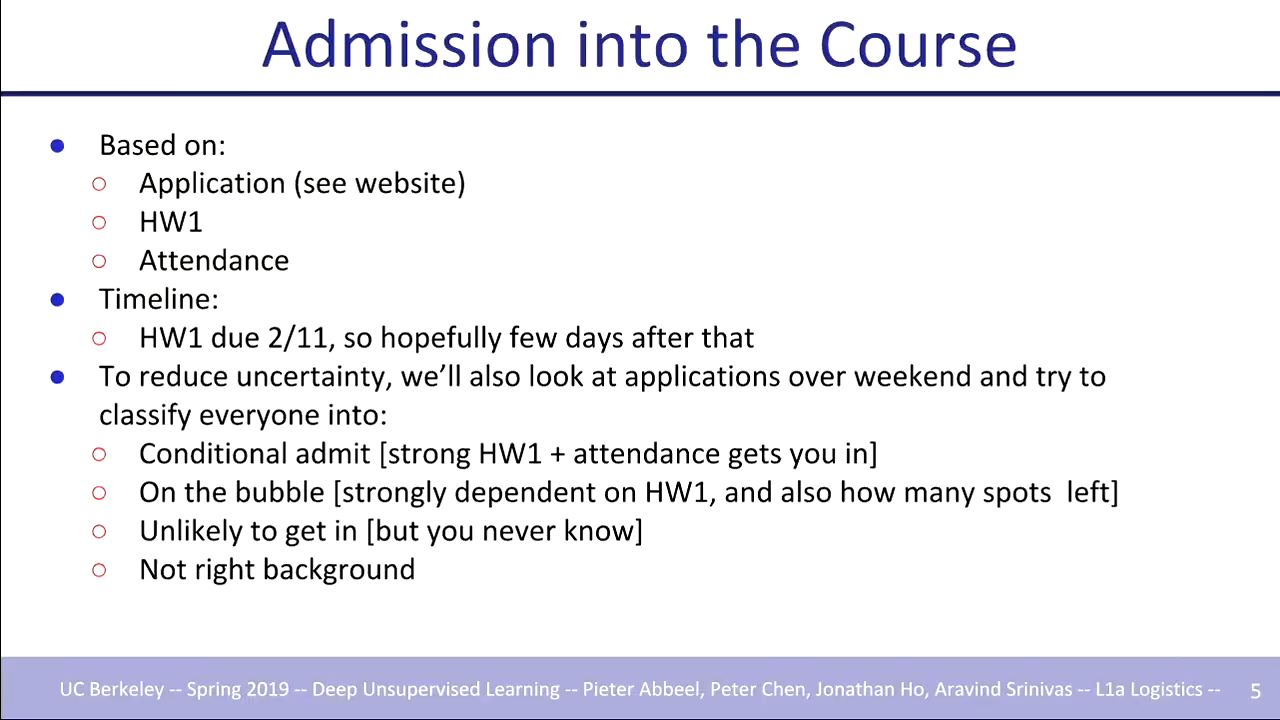 Admission into the Course
● Based on:
○ Application (see website)
○ HW1
○ Attendance
● Timeline:
○ HW1 due 2/11, so hopefully few days after that
● To reduce uncertainty, we’ll also look at applications over weekend and try to
classify everyone into:
○ Conditional admit [strong HW1 + attendance gets you in]
○ On the bubble [strongly dependent on HW1, and also how many spots  left]
○ Unlikely to get in [but you never know]
○ Not right background
UC Berkeley -- Spring 2019 -- Deep Unsupervised Learning -- Pieter Abbeel, Peter Chen, Jonathan Ho, Aravind Srinivas -- L1a Logistics -- 5